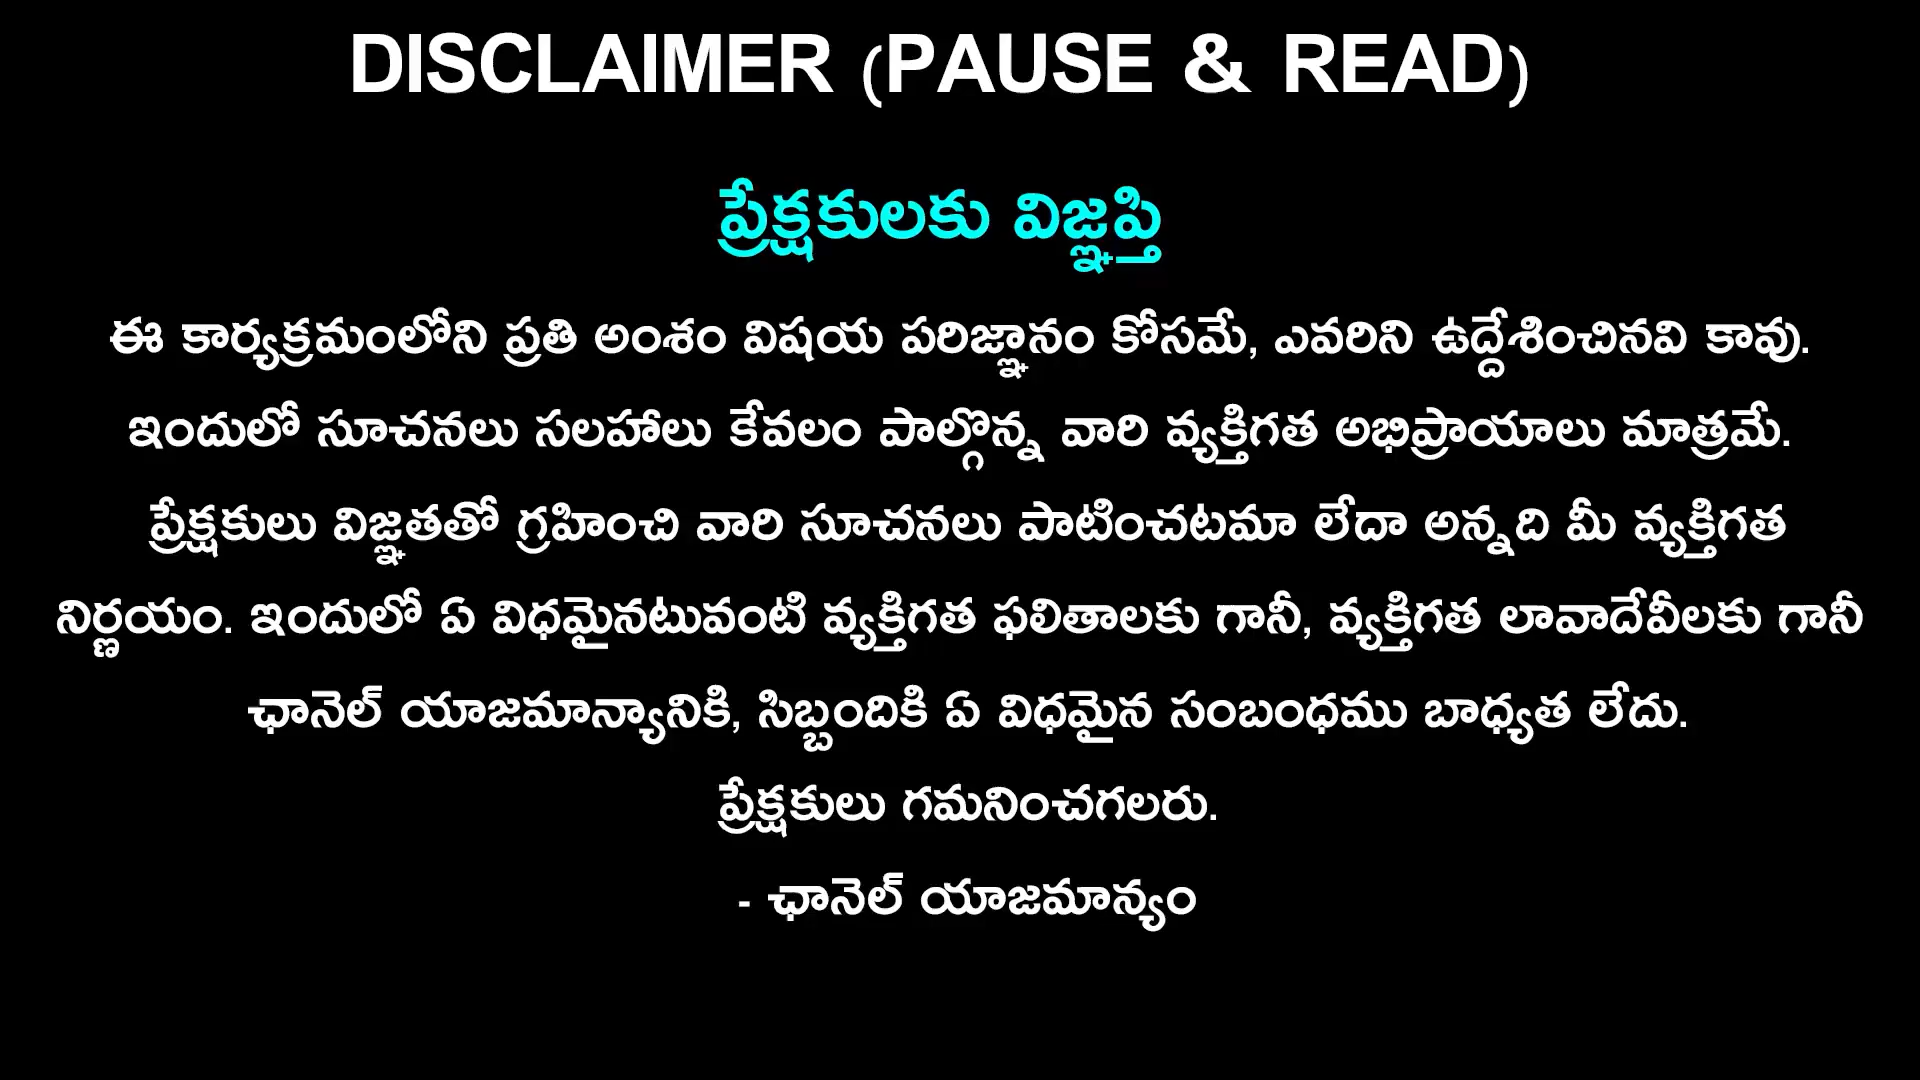 DISCLAIMER (PAUSE & READ)
ప్రేక్షకులకు విజ్ఞప్తి
ఈ కార్యక్రమంలోని ప్రతి అంశం విషయ పరిజ్ఞానం కోసమే, ఎవరిని ఉద్దేశించినవి కావు.
ఇందులో సూచనలు సలహాలు కేవలం పాల్గొన్న వారి వ్యక్తిగత అభిప్రాయాలు మాత్రమే.
ప్రేక్షకులు విజ్ఞతతో గ్రహించి వారి సూచనలు పాటించటమా లేదా అన్నది మీ వ్యక్తిగత
నిర్ణయం. ఇందులో ఏ విధమైనటువంటి వ్యక్తిగత ఫలితాలకు గానీ, వ్యక్తిగత లావాదేవీలకు గానీ
ఛానెల్ యాజమాన్యానికి, సిబ్బందికి ఏ విధమైన సంబంధము బాధ్యత లేదు.
ప్రేక్షకులు గమనించగలరు.
- ఛానెల్ యాజమాన్యం